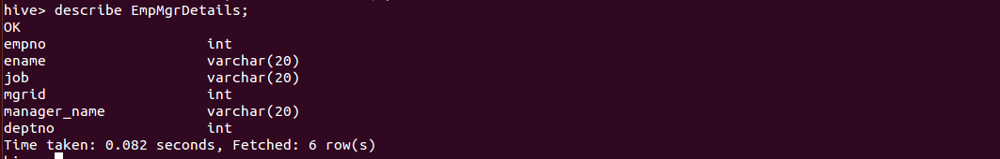 hive> describe EmpMgrDetails;
OK
empno int
ename varchar(20)
job varchar(20)
mgrid int
manager_name varchar(20)
deptno int
Time taken: 0.082 seconds, Fetched: 6 row(s)